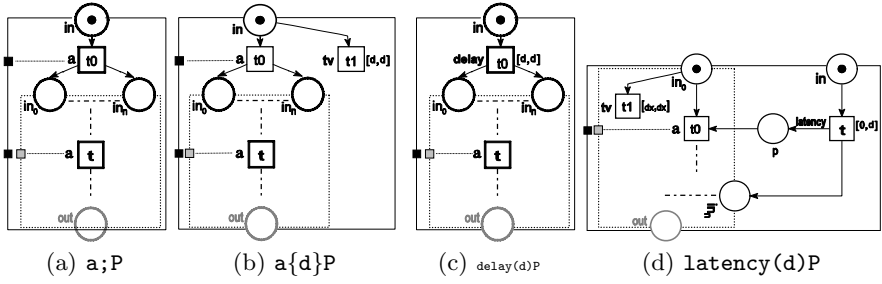 in
a t0
in0 inn
a t
out
(a) a;P
in
a t0 tv t1 [d,d]
in0 inn
a t
out
(b) a{d}P
in
delay t0 [d,d]
in0 inn
a t
out
(c) delay(d)P
in0 in
tv t1 [dx,dx]
a t0 p latency t [0,d]
inn
out
(d) latency(d)P